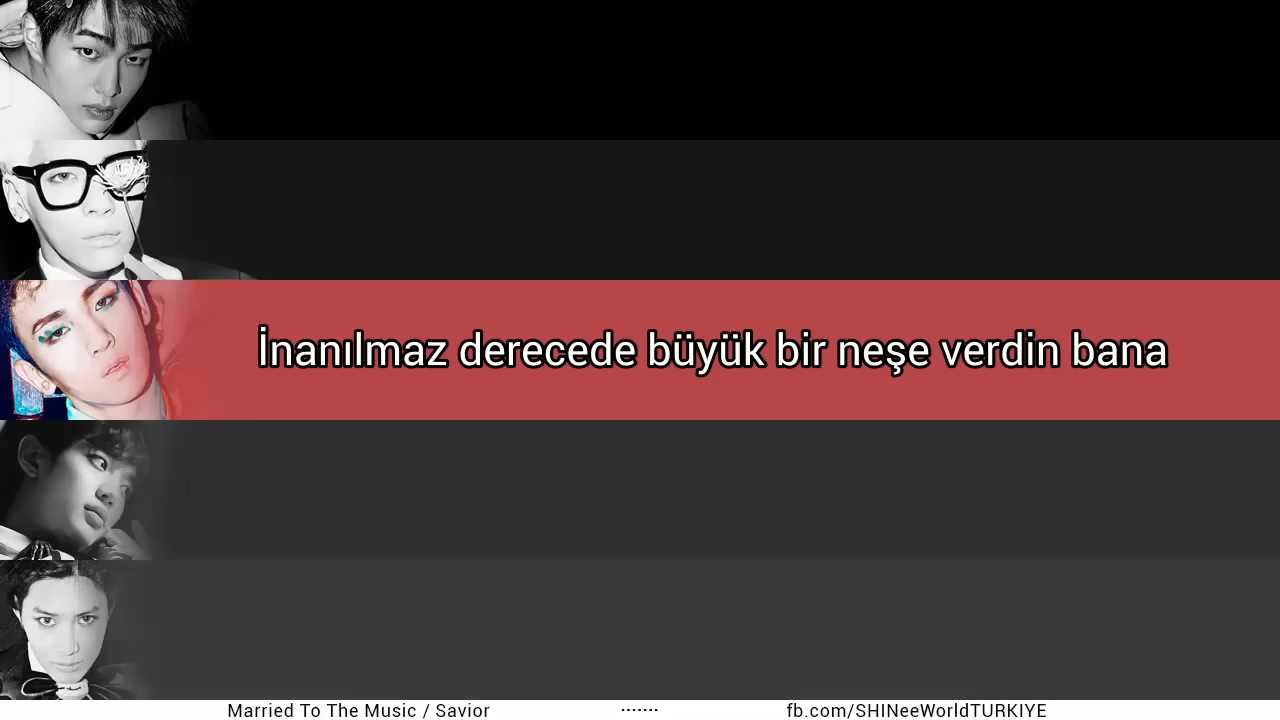 İnanılmaz derecede büyük bir neşe verdin bana
Married To The Music / Savior ······· fb.com/SHINeeWorldTURKIYE